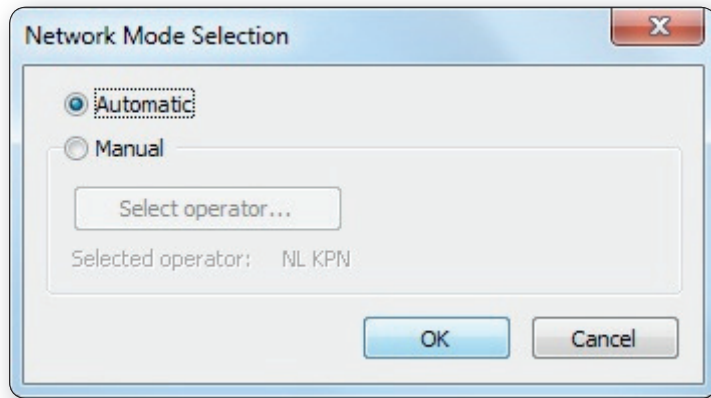 Network Mode Selection
Automatic
Manual
Select operator...
Selected operator: NL KPN
OK Cancel